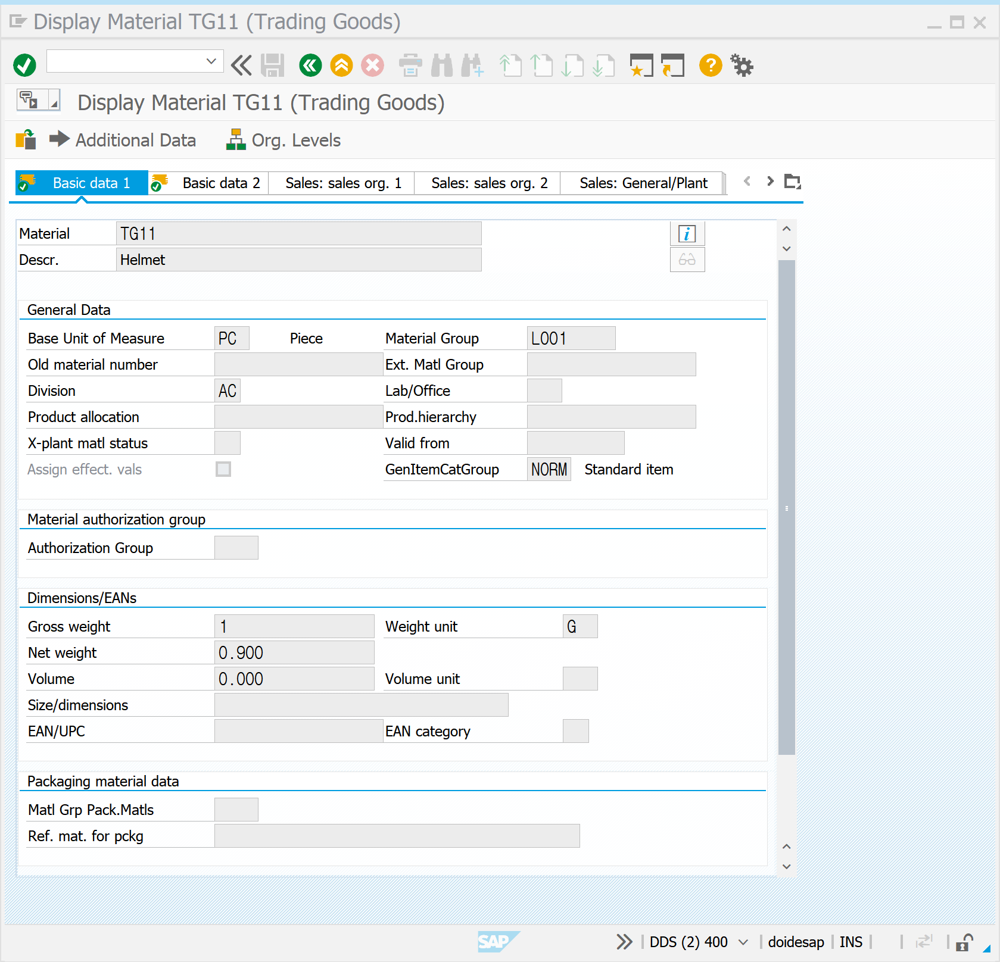 Display Material TG11 (Trading Goods)
Display Material TG11 (Trading Goods)
Additional Data Org. Levels
Basic data 1 Basic data 2 Sales: sales org. 1 Sales: sales org. 2 Sales: General/Plant
Material TG11
Descr. Helmet
General Data
Base Unit of Measure PC Piece Material Group L001
Old material number Ext. Matl Group
Division AC Lab/Office
Product allocation Prod.hierarchy
X-plant matl status Valid from
Assign effect. vals GenItemCatGroup NORM Standard item
Material authorization group
Authorization Group
Dimensions/EANs
Gross weight 1 Weight unit G
Net weight 0.900
Volume 0.000 Volume unit
Size/dimensions
EAN/UPC EAN category
Packaging material data
Matl Grp Pack.Matls
Ref. mat. for pckg
SAP DDS (2) 400 doidesap INS